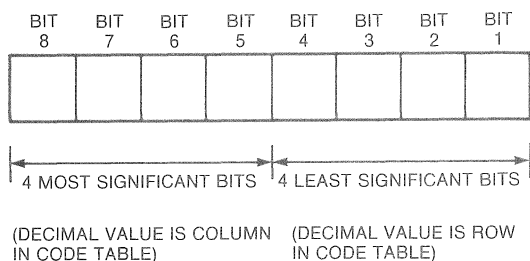 BIT BIT BIT BIT BIT BIT BIT BIT
8 7 6 5 4 3 2 1
4 MOST SIGNIFICANT BITS 4 LEAST SIGNIFICANT BITS
(DECIMAL VALUE IS COLUMN
IN CODE TABLE)
(DECIMAL VALUE IS ROW
IN CODE TABLE)